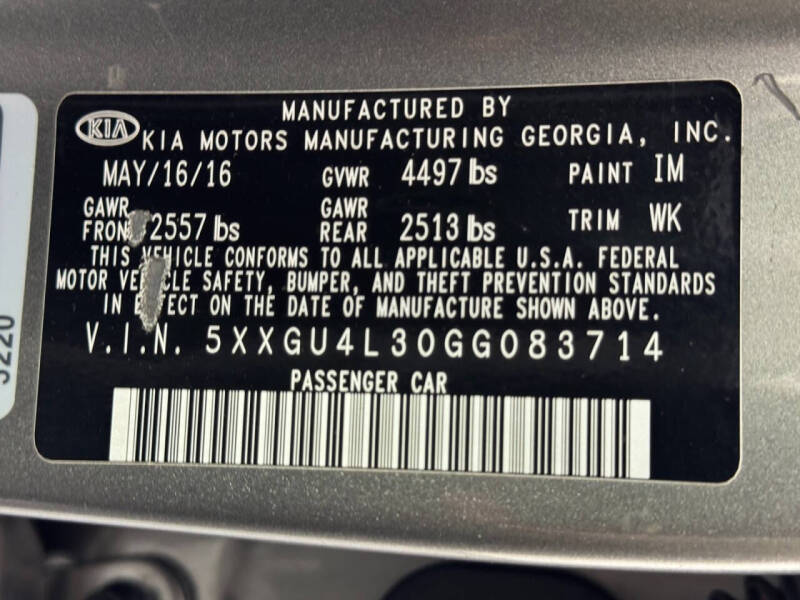 MANUFACTURED BY
KIA KIA MOTORS MANUFACTURING GEORGIA, INC.
MAY/16/16 GVWR 4497 lbs PAINT IM
GAWR FRONT 2557 lbs GAWR REAR 2513 lbs TRIM WK
THIS VEHICLE CONFORMS TO ALL APPLICABLE U.S.A. FEDERAL
MOTOR VEHICLE SAFETY, BUMPER, AND THEFT PREVENTION STANDARDS
IN EFFECT ON THE DATE OF MANUFACTURE SHOWN ABOVE.
V.I.N. 5XXGU4L30GG083714
PASSENGER CAR